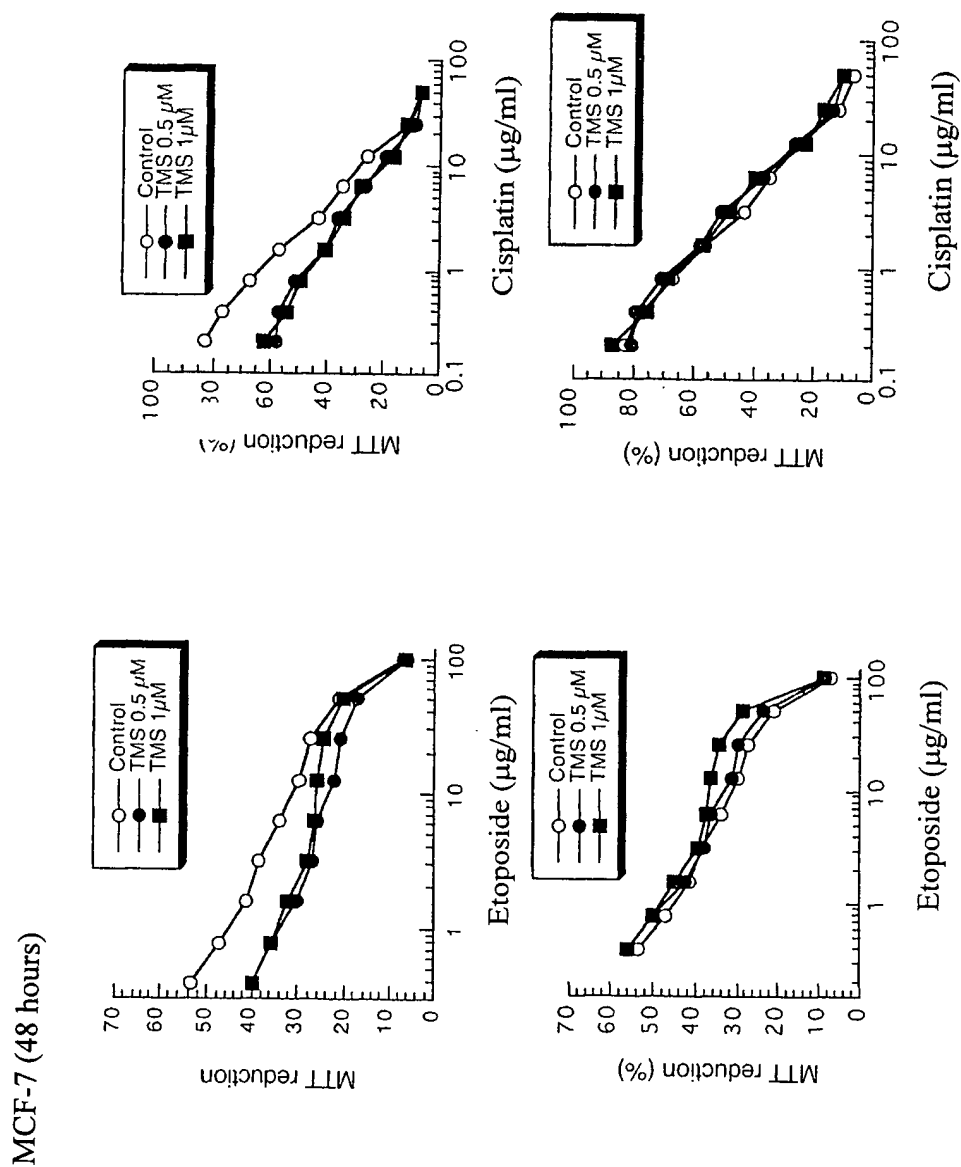 MCF-7 (48 hours)
Control
TMS 0.5 μM
TMS 1μM
MTT reduction
70
60
50
40
30
20
10
0
1
10
100
Etoposide (μg/ml)
Control
TMS 0.5 μM
TMS 1μM
MTT reduction (%)
100
80
60
40
20
0
0.1
1
10
100
Cisplatin (μg/ml)
Control
TMS 0.5 μM
TMS 1μM
MTT reduction (%)
70
60
50
40
30
20
10
0
1
10
100
Etoposide (μg/ml)
Control
TMS 0.5 μM
TMS 1μM
MTT reduction (%)
100
80
60
40
20
0
0.1
1
10
100
Cisplatin (μg/ml)